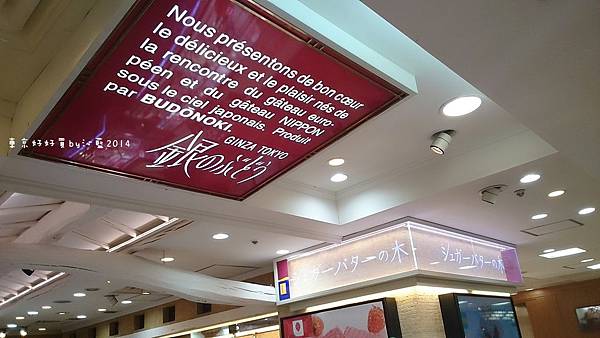 Nous présentons de bon cœur
le délicieux et le plaisir nés de
la rencontre du gâteau euro-
péen et du gâteau NIPPON
sous le ciel japonais. Produit
par BUDŌNOKI. GINZA TOKYO
銀のぶどう
東京好好買by小藍2014
シュガーバターの木
シュガーバターの木